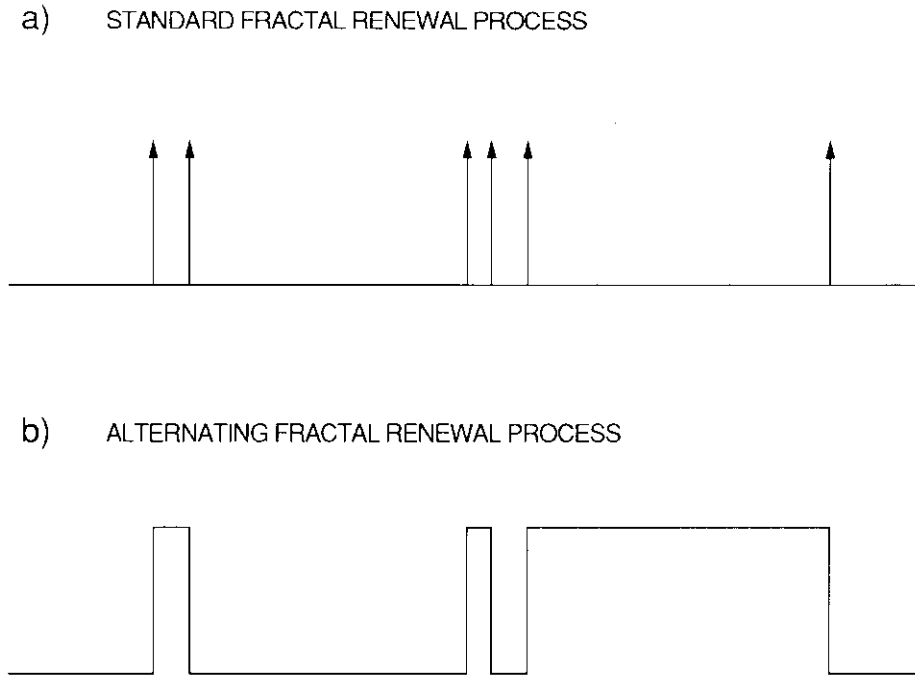 a) STANDARD FRACTAL RENEWAL PROCESS
b) ALTERNATING FRACTAL RENEWAL PROCESS